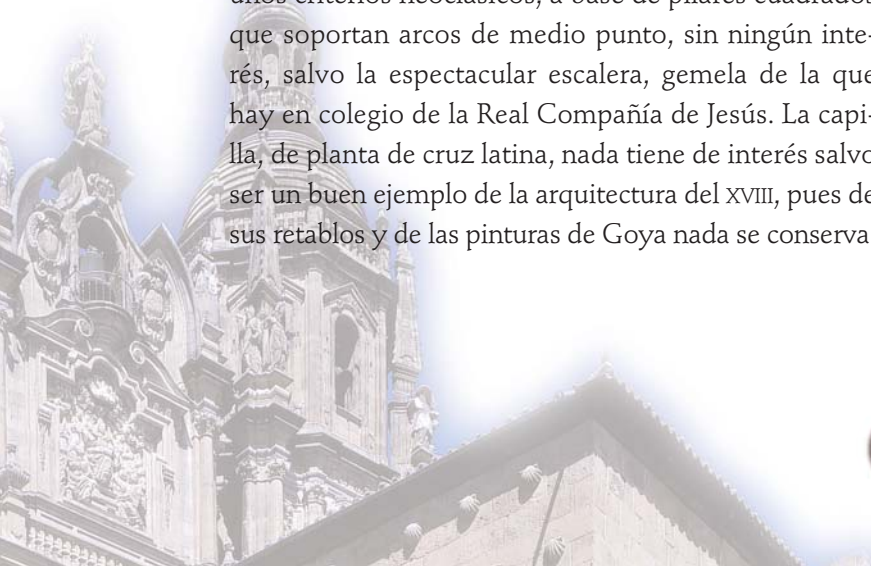 unos criterios neoclásicos, a base de pilares cuadrados
que soportan arcos de medio punto, sin ningún inte-
rés, salvo la espectacular escalera, gemela de la que
hay en colegio de la Real Compañía de Jesús. La capi-
lla, de planta de cruz latina, nada tiene de interés salvo
ser un buen ejemplo de la arquitectura del XVIII, pues de
sus retablos y de las pinturas de Goya nada se conserva